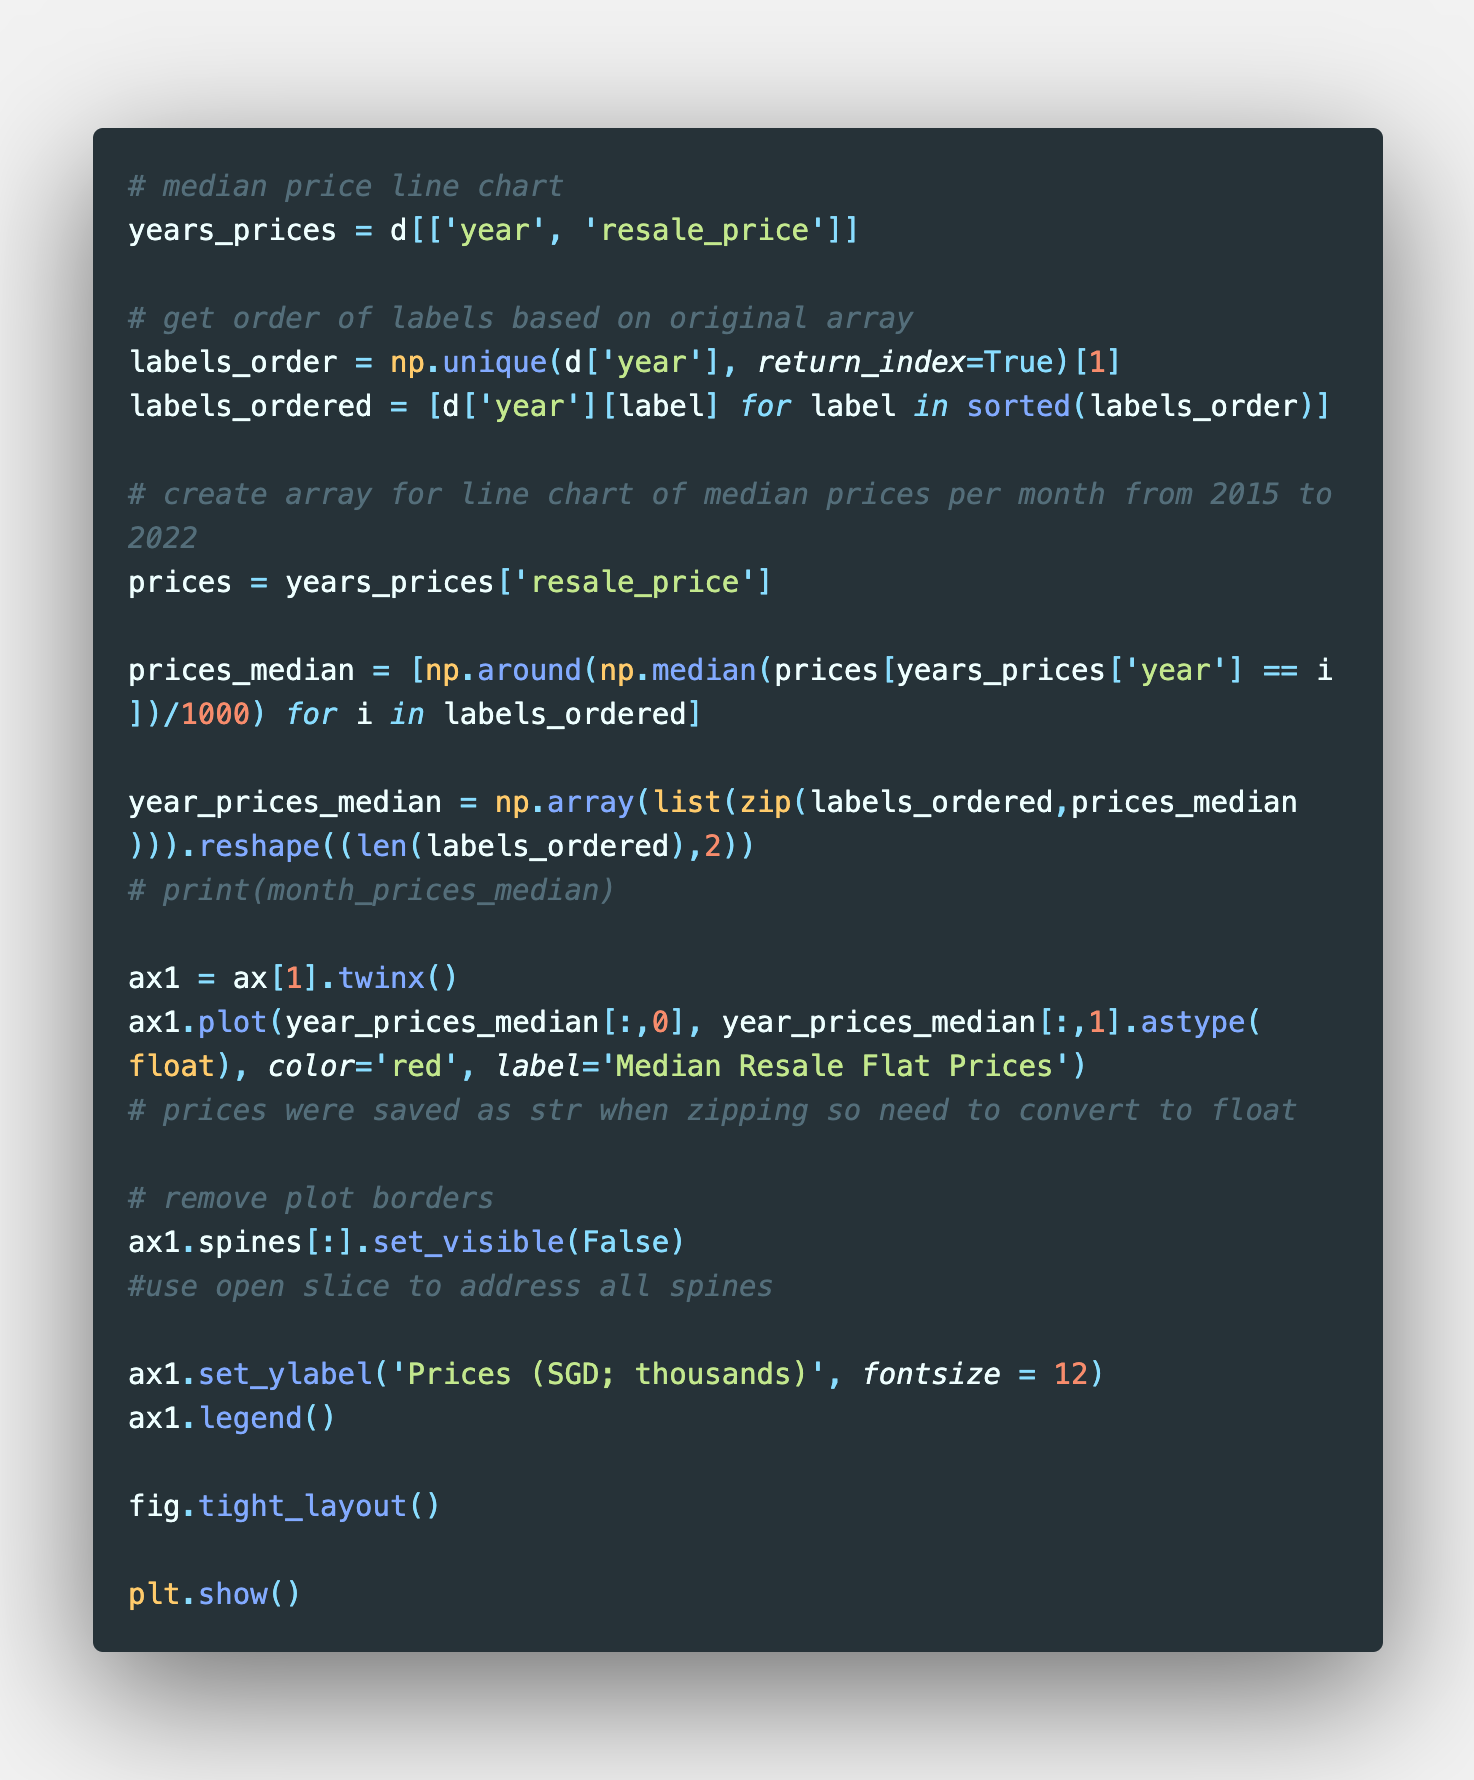 # median price line chart
years_prices = d[['year', 'resale_price']]
# get order of labels based on original array
labels_order = np.unique(d['year'], return_index=True)[1]
labels_ordered = [d['year'][label] for label in sorted(labels_order)]
# create array for line chart of median prices per month from 2015 to
2022
prices = years_prices['resale_price']
prices_median = [np.around(np.median(prices[years_prices['year'] == i
])/1000) for i in labels_ordered]
year_prices_median = np.array(list(zip(labels_ordered,prices_median
))).reshape((len(labels_ordered),2))
# print(month_prices_median)
ax1 = ax[1].twinx()
ax1.plot(year_prices_median[:,0], year_prices_median[:,1].astype(
float), color='red', label='Median Resale Flat Prices')
# prices were saved as str when zipping so need to convert to float
# remove plot borders
ax1.spines[:].set_visible(False)
#use open slice to address all spines
ax1.set_ylabel('Prices (SGD; thousands)', fontsize = 12)
ax1.legend()
fig.tight_layout()
plt.show()